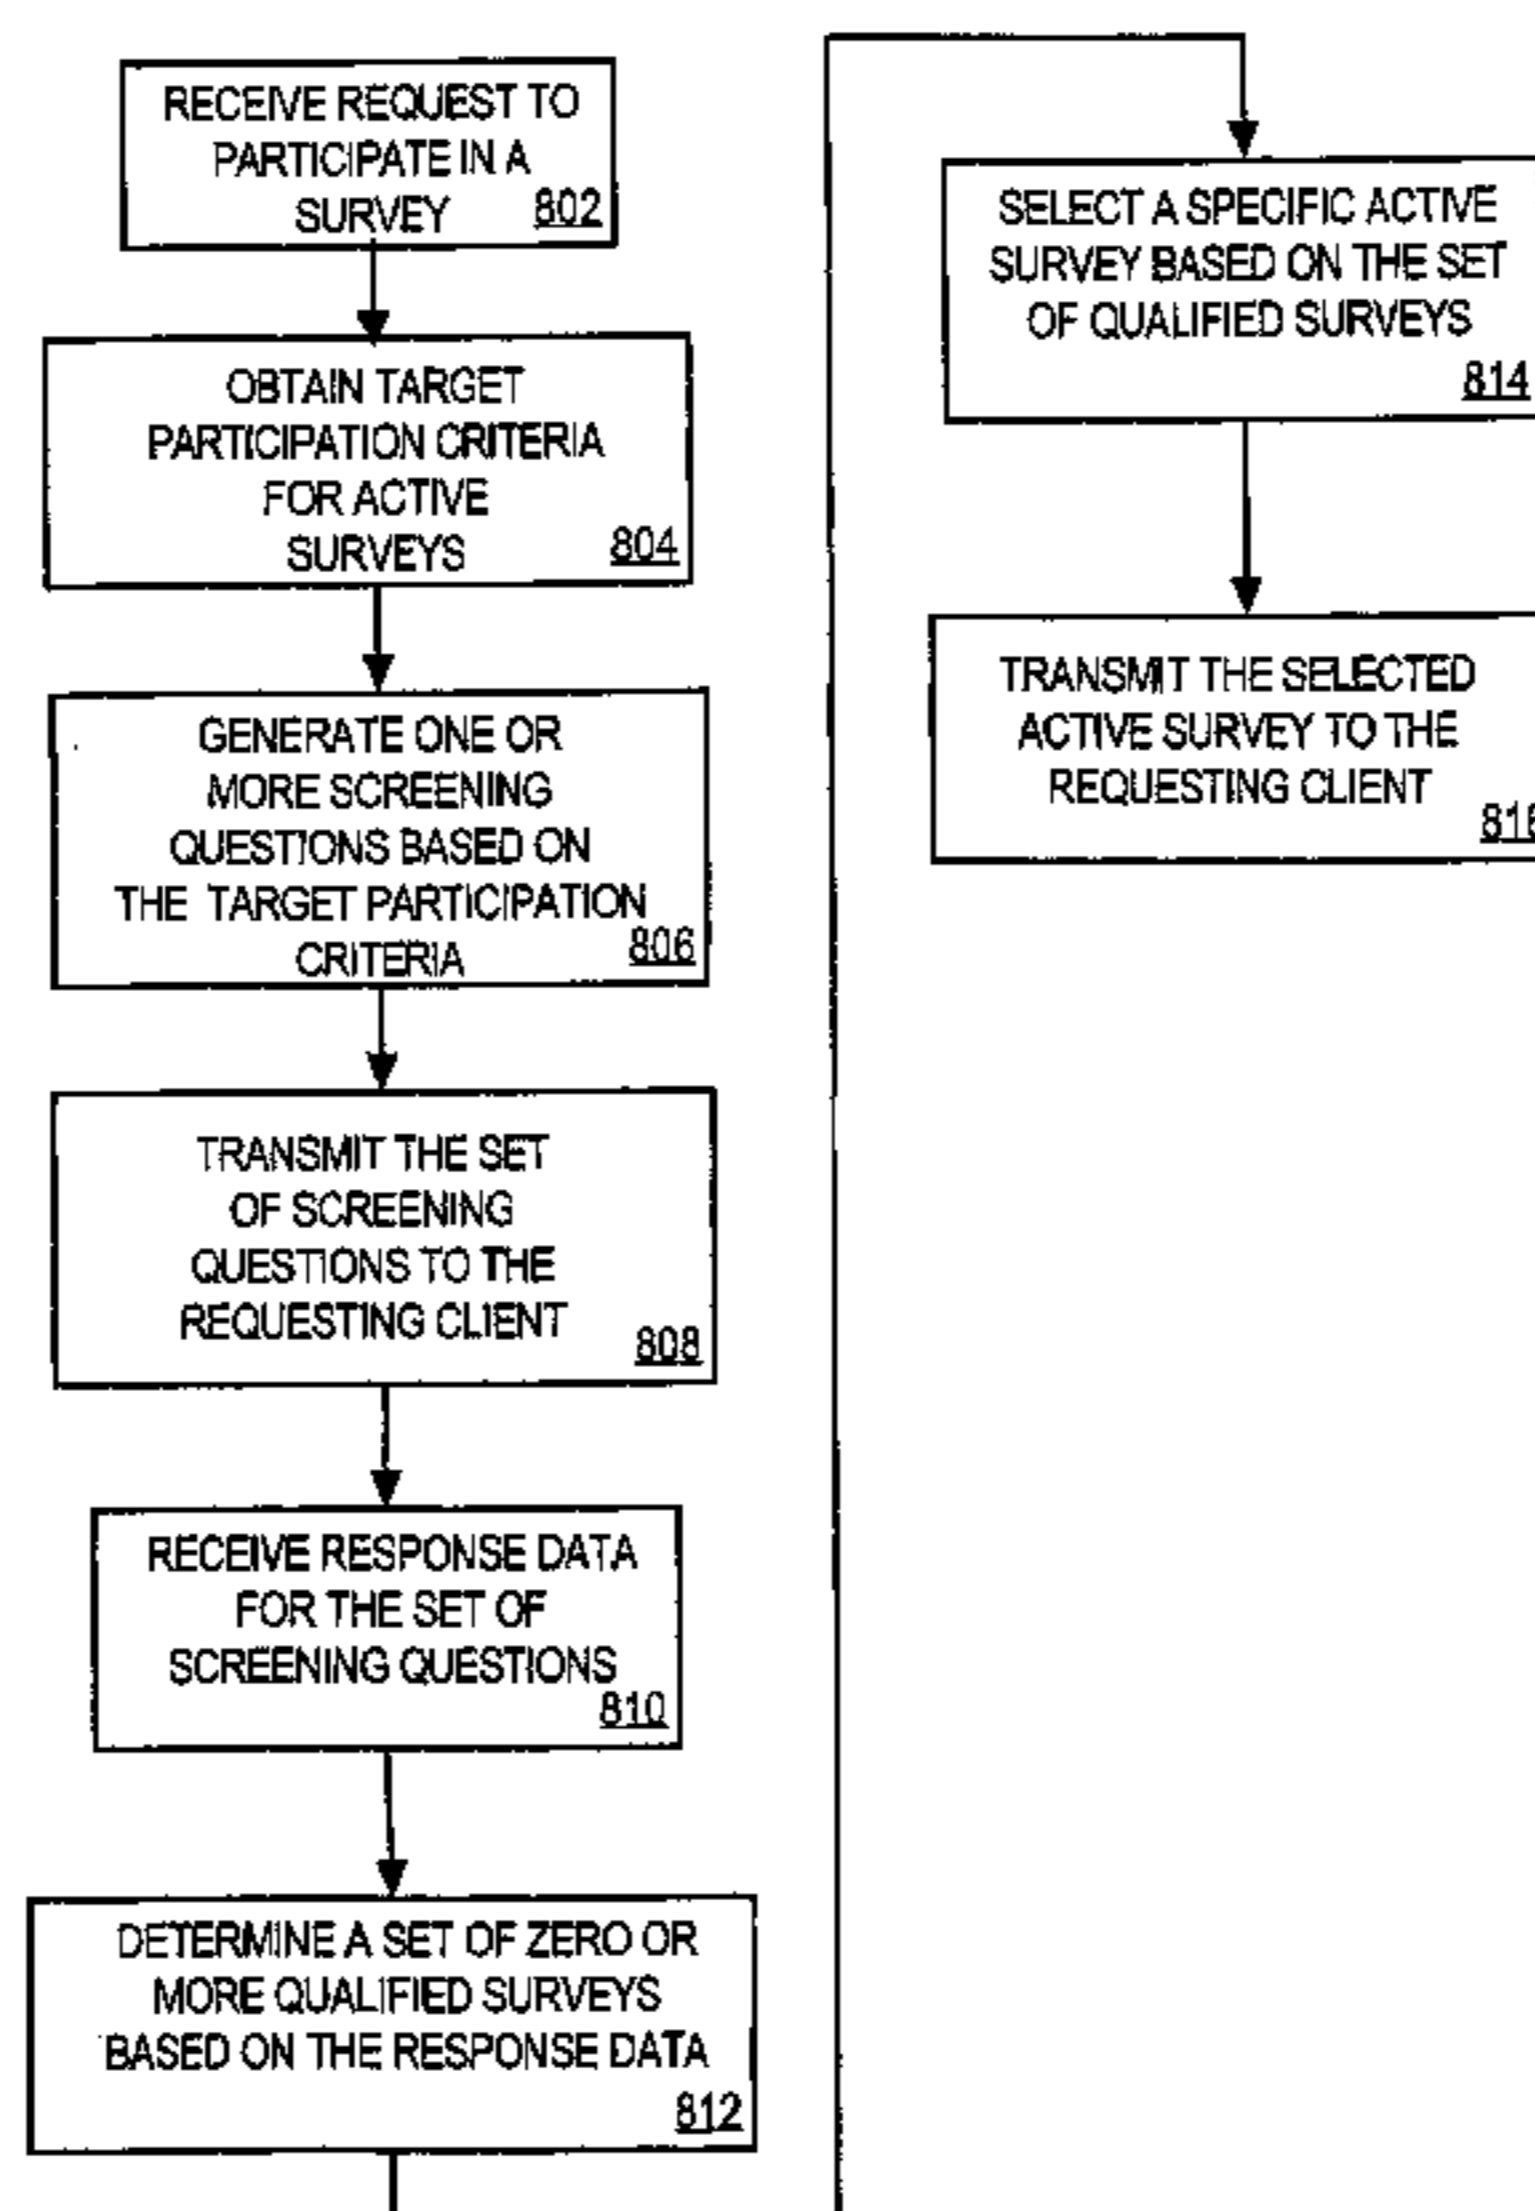 RECEIVE REQUEST TO
PARTICIPATE IN A
SURVEY 802
OBTAIN TARGET
PARTICIPATION CRITERIA
FOR ACTIVE
SURVEYS 804
GENERATE ONE OR
MORE SCREENING
QUESTIONS BASED ON
THE TARGET PARTICIPATION
CRITERIA 806
TRANSMIT THE SET
OF SCREENING
QUESTIONS TO THE
REQUESTING CLIENT
808
RECEIVE RESPONSE DATA
FOR THE SET OF
SCREENING QUESTIONS
810
DETERMINE A SET OF ZERO OR
MORE QUALIFIED SURVEYS
BASED ON THE RESPONSE DATA
812
SELECT A SPECIFIC ACTIVE
SURVEY BASED ON THE SET
OF QUALIFIED SURVEYS
814
TRANSMIT THE SELECTED
ACTIVE SURVEY TO THE
REQUESTING CLIENT